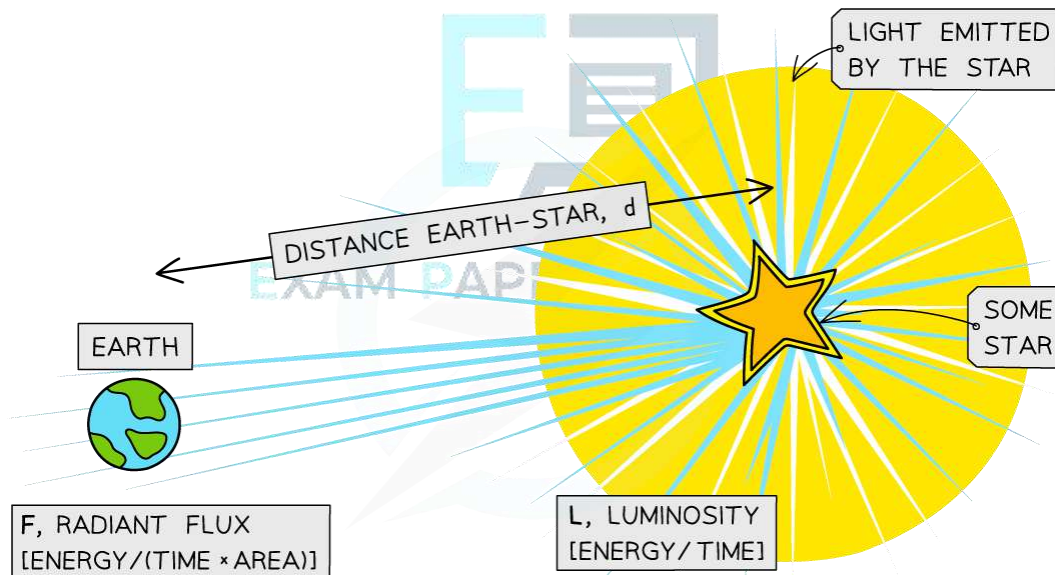 LIGHT EMITTED
BY THE STAR
DISTANCE EARTH-STAR, d
EXAM PAP
SOME
STAR
EARTH
F, RADIANT FLUX
[ENERGY/(TIME × AREA)]
L, LUMINOSITY
[ENERGY/TIME]